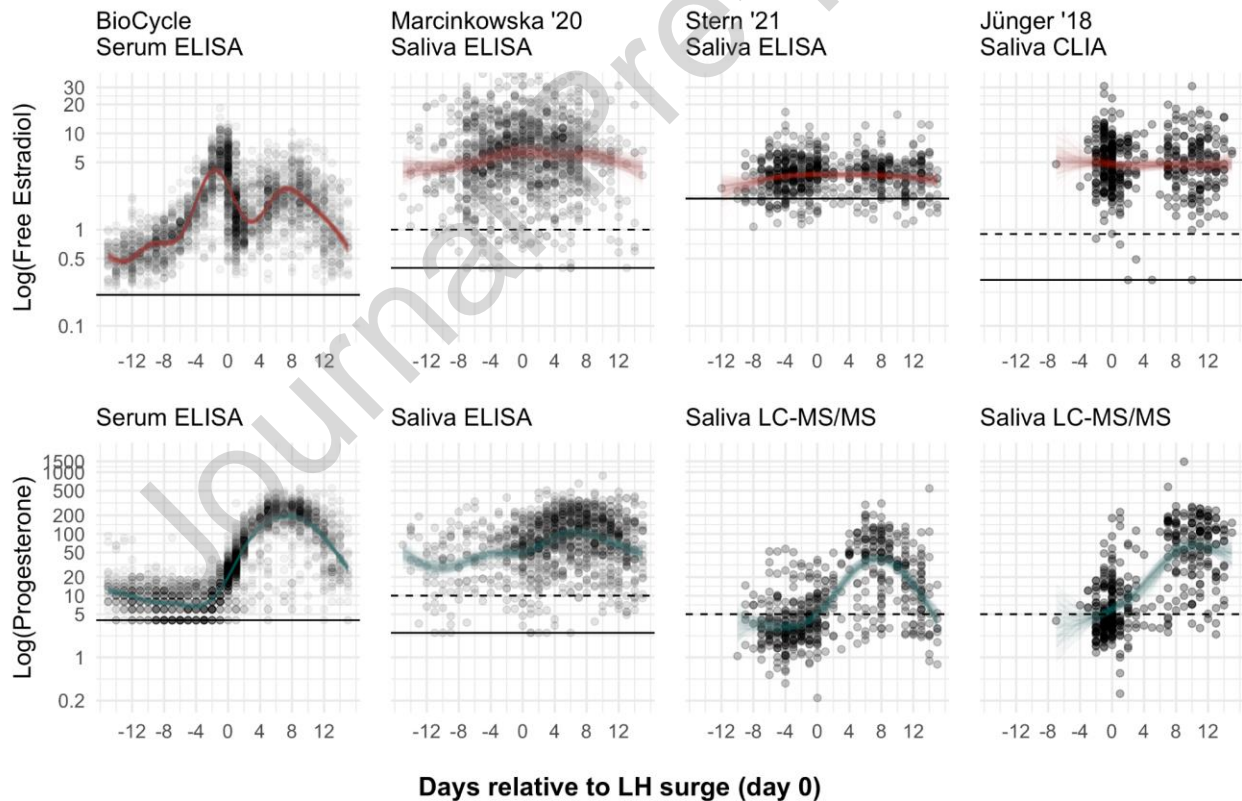 BioCycle
Serum ELISA
Marcinkowska '20
Saliva ELISA
Stern '21
Saliva ELISA
Jünger '18
Saliva CLIA
Log(Free Estradiol)
30
20
10
5
1
0.5
0.1
-12 -8 -4 0 4 8 12
-12 -8 -4 0 4 8 12
-12 -8 -4 0 4 8 12
-12 -8 -4 0 4 8 12
Serum ELISA
Saliva ELISA
Saliva LC-MS/MS
Saliva LC-MS/MS
Log(Progesterone)
1500
1000
500
200
100
50
20
10
5
1
0.2
-12 -8 -4 0 4 8 12
-12 -8 -4 0 4 8 12
-12 -8 -4 0 4 8 12
-12 -8 -4 0 4 8 12
Days relative to LH surge (day 0)
Journal Pre-